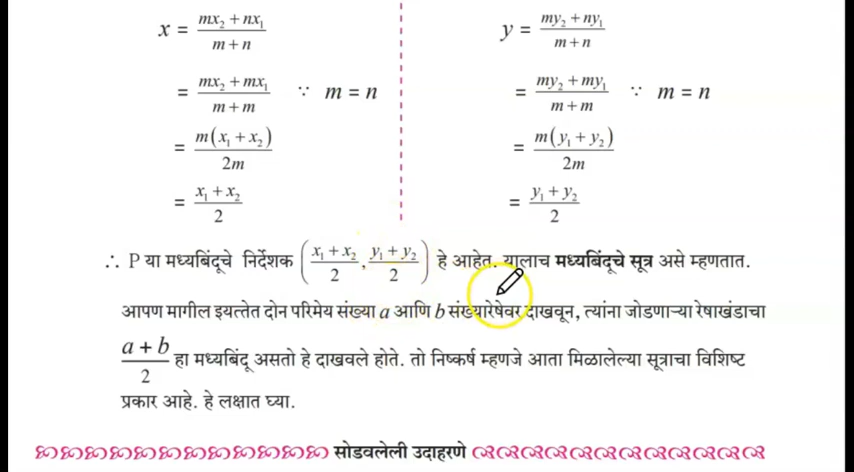 x = (mx₂ + nx₁)/(m + n)
= (mx₂ + mx₁)/(m + m) ∵ m = n
= m(x₁ + x₂)/2m
= (x₁ + x₂)/2
y = (my₂ + ny₁)/(m + n)
= (my₂ + my₁)/(m + m) ∵ m = n
= m(y₁ + y₂)/2m
= (y₁ + y₂)/2
∴ P या मध्यबिंदूचे निर्देशक ((x₁ + x₂)/2, (y₁ + y₂)/2) हे आहेत. यालाच मध्यबिंदूचे सूत्र असे म्हणतात.
आपण मागील इयत्तेत दोन परिमेय संख्या a आणि b संख्यारेषेवर दाखवून, त्यांना जोडणाऱ्या रेषाखंडाचा
(a + b)/2 हा मध्यबिंदू असतो हे दाखवले होते. तो निष्कर्ष म्हणजे आता मिळालेल्या सूत्राचा विशिष्ट
प्रकार आहे. हे लक्षात घ्या.
सोडवलेली उदाहरणे